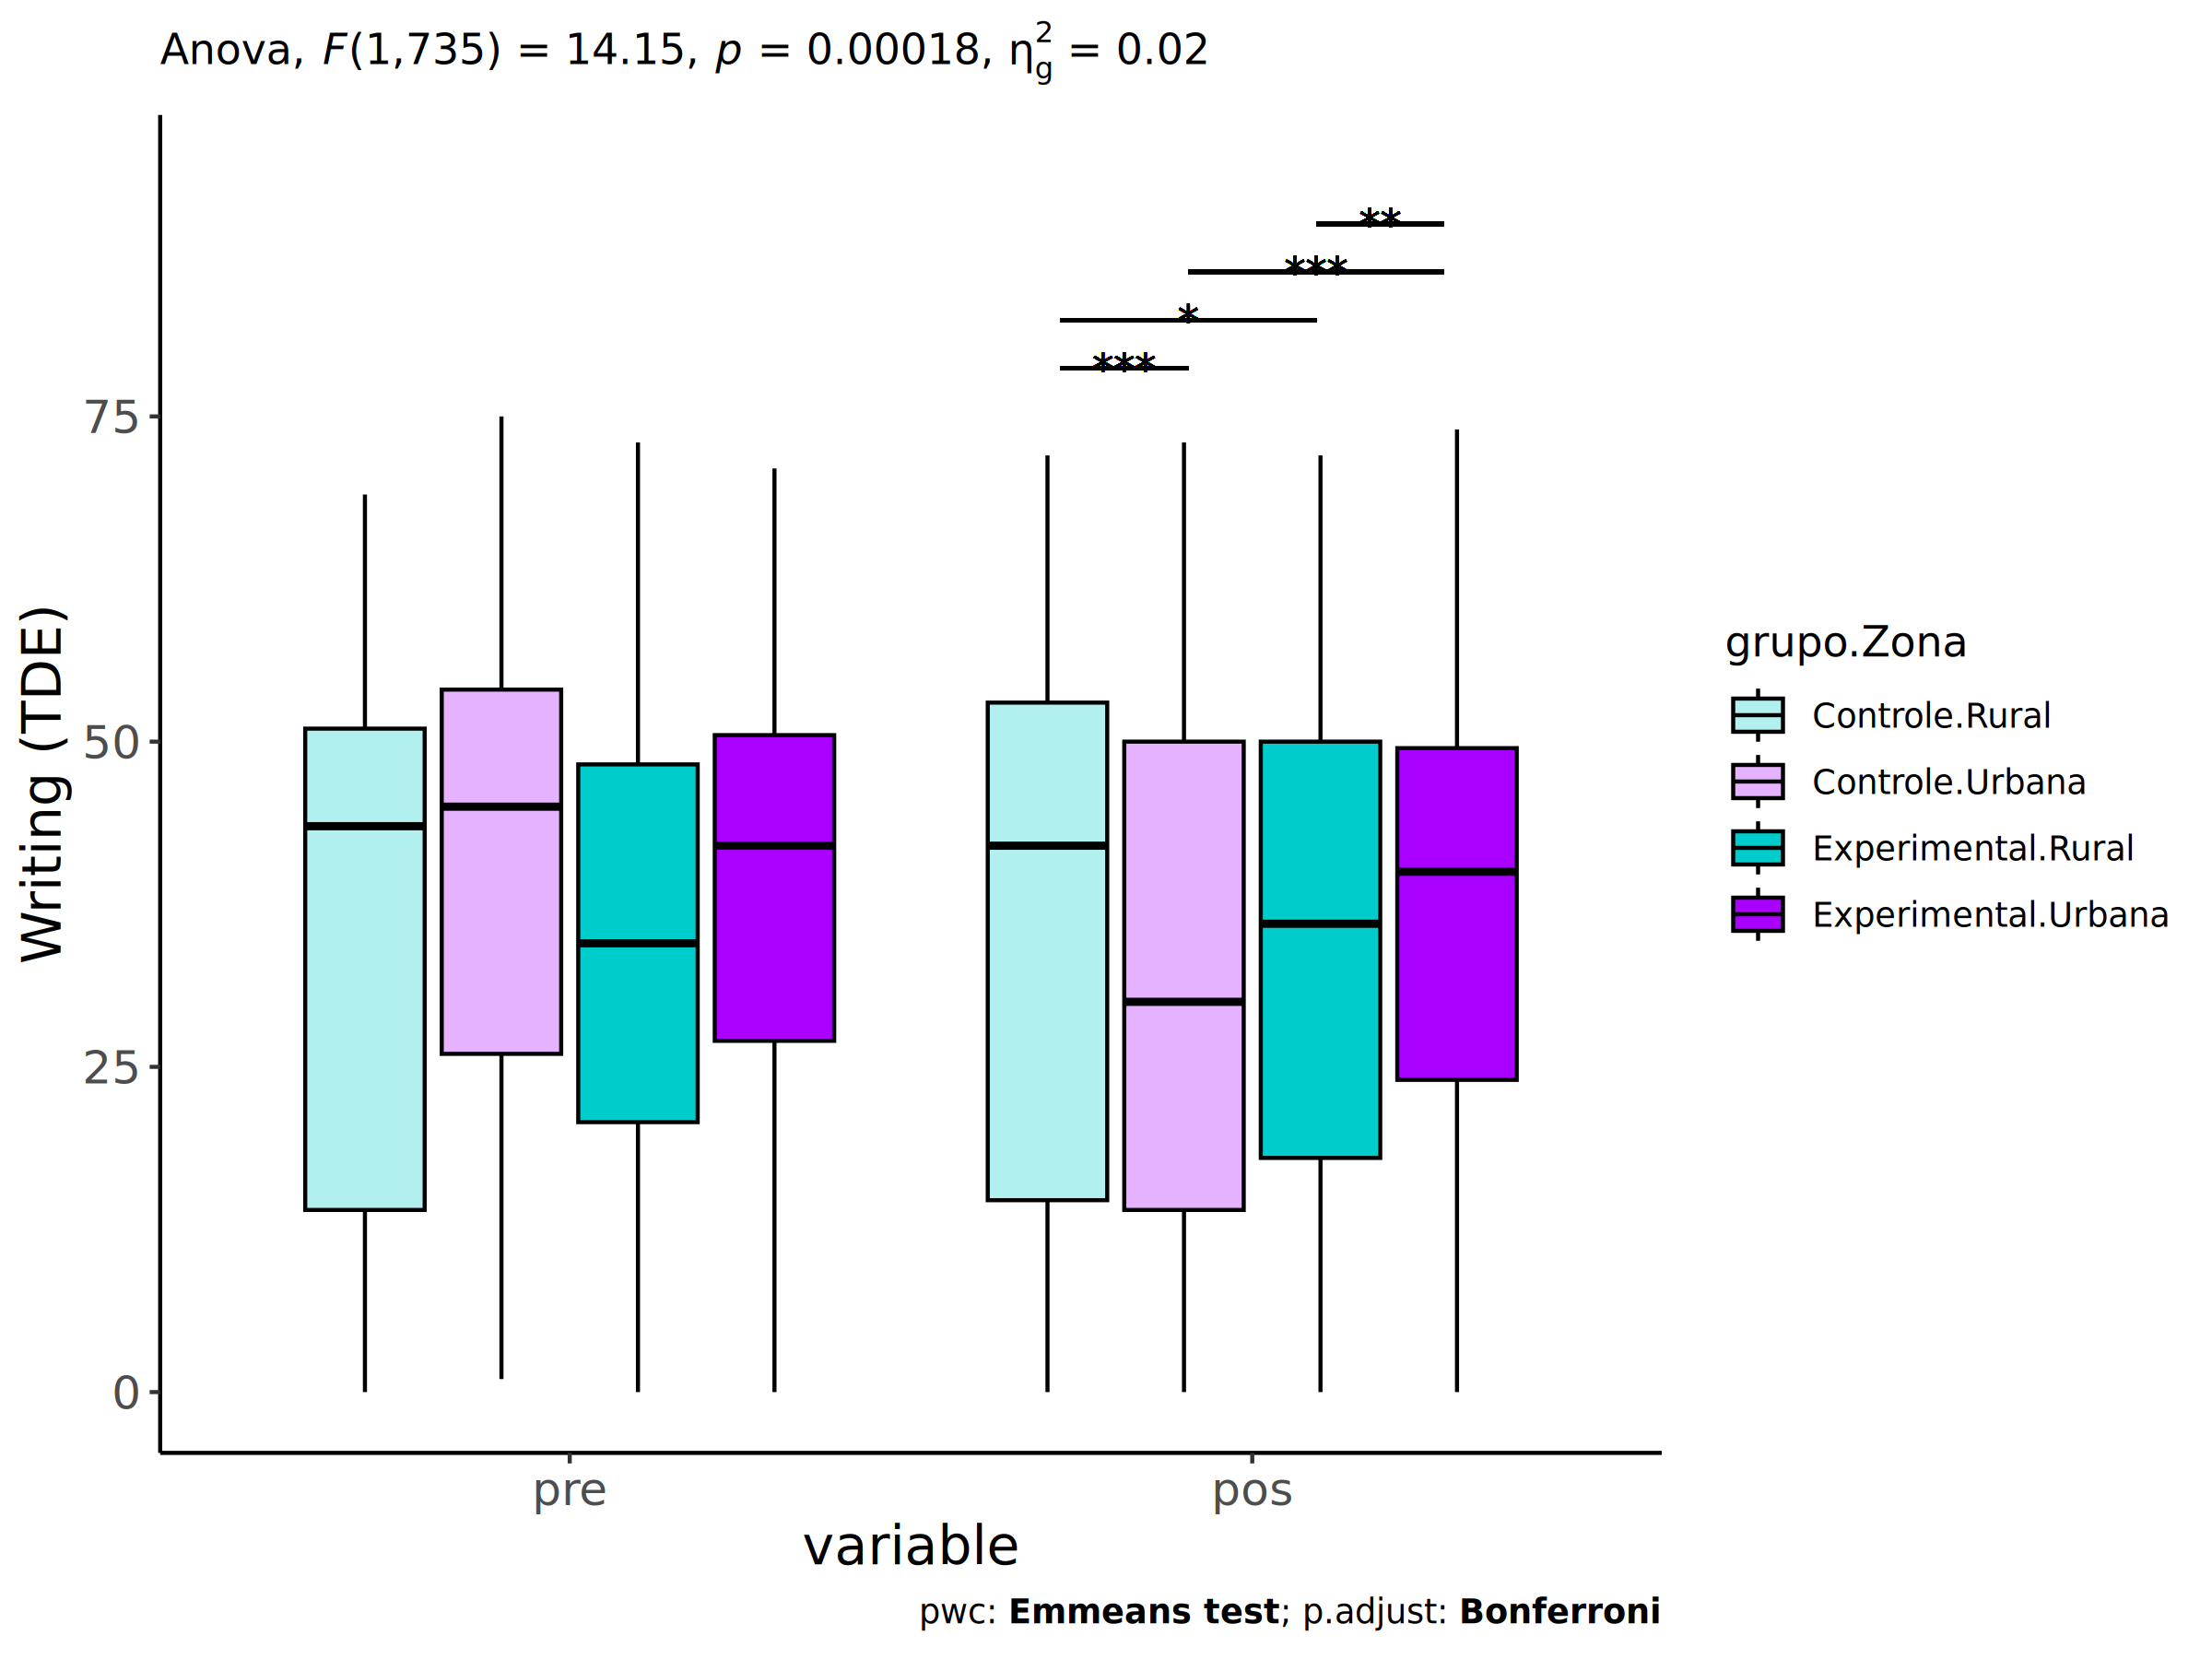 Anova, F(1,735) = 14.15, p = 0.00018, η²g = 0.02
**
***
*
***
75
50
25
0
Writing (TDE)
pre
pos
variable
grupo.Zona
Controle.Rural
Controle.Urbana
Experimental.Rural
Experimental.Urbana
pwc: Emmeans test; p.adjust: Bonferroni